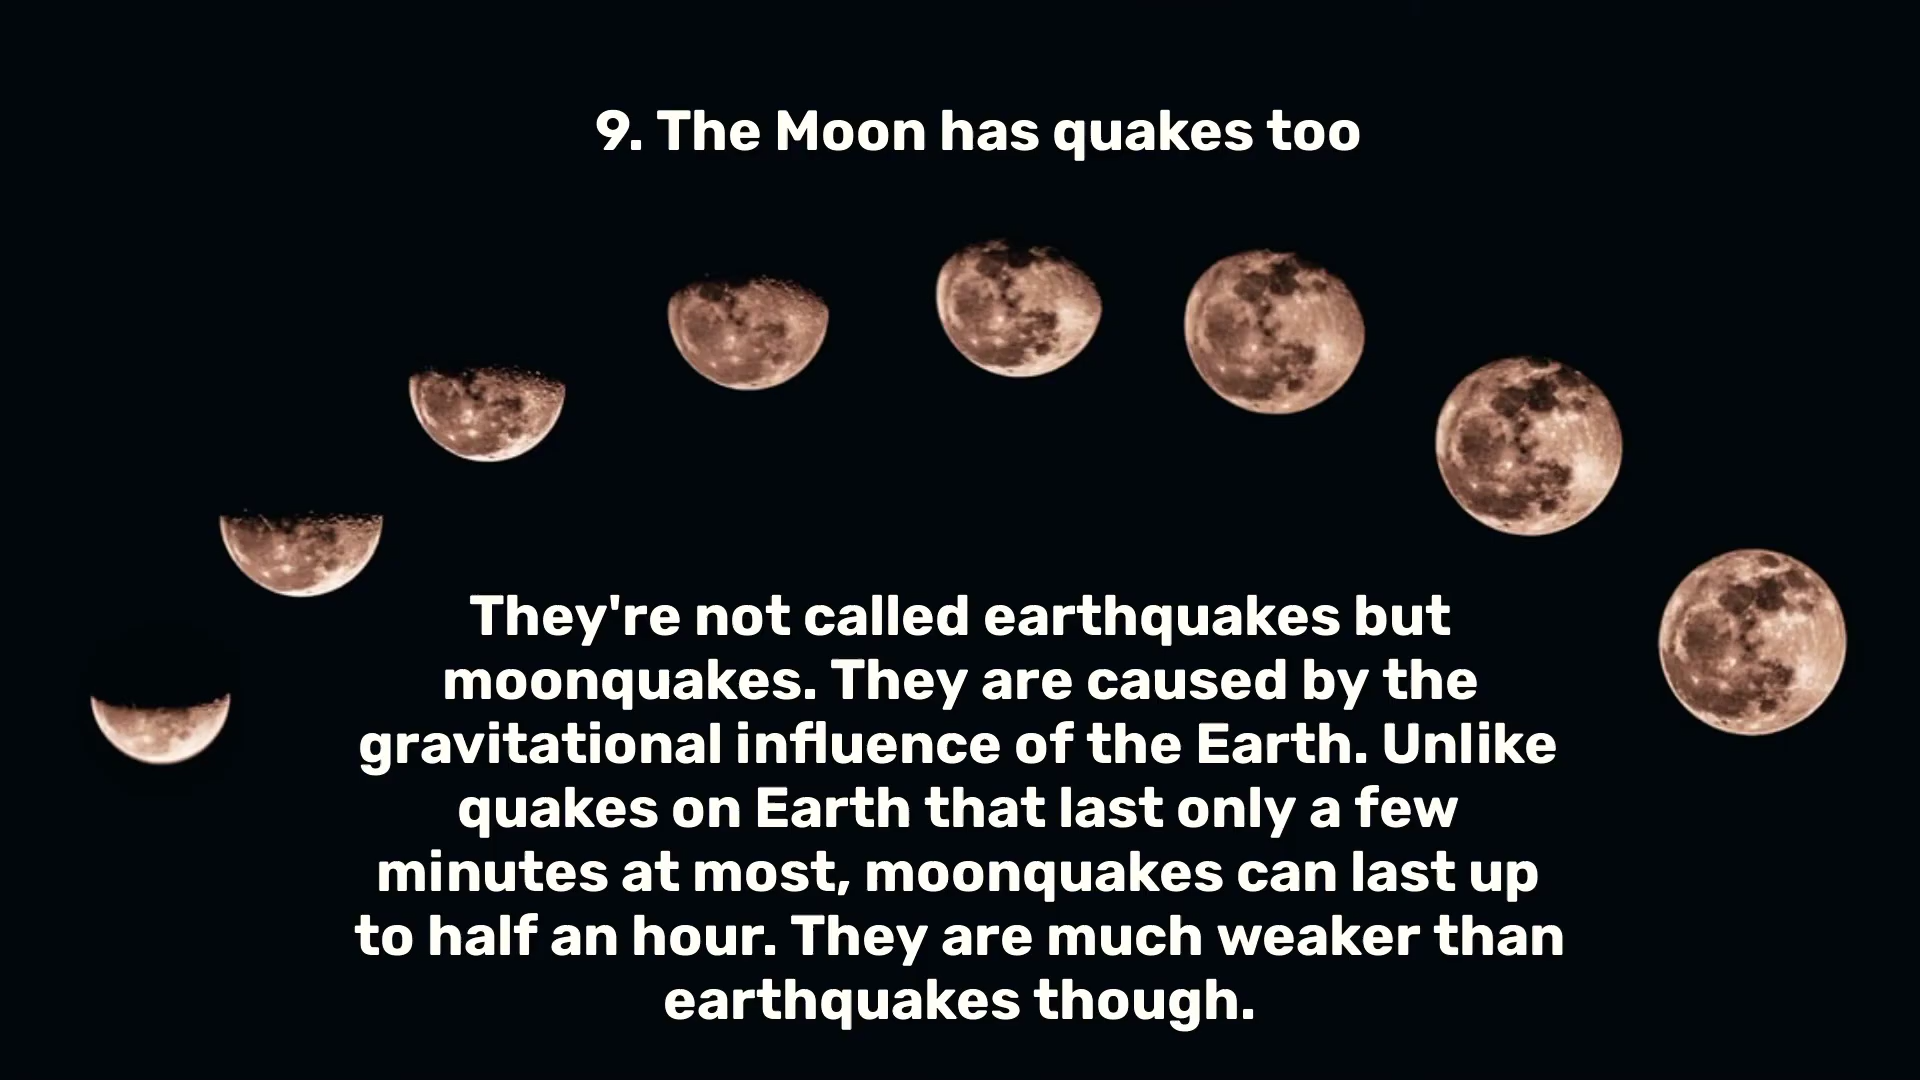 9. The Moon has quakes too
They're not called earthquakes but
moonquakes. They are caused by the
gravitational influence of the Earth. Unlike
quakes on Earth that last only a few
minutes at most, moonquakes can last up
to half an hour. They are much weaker than
earthquakes though.